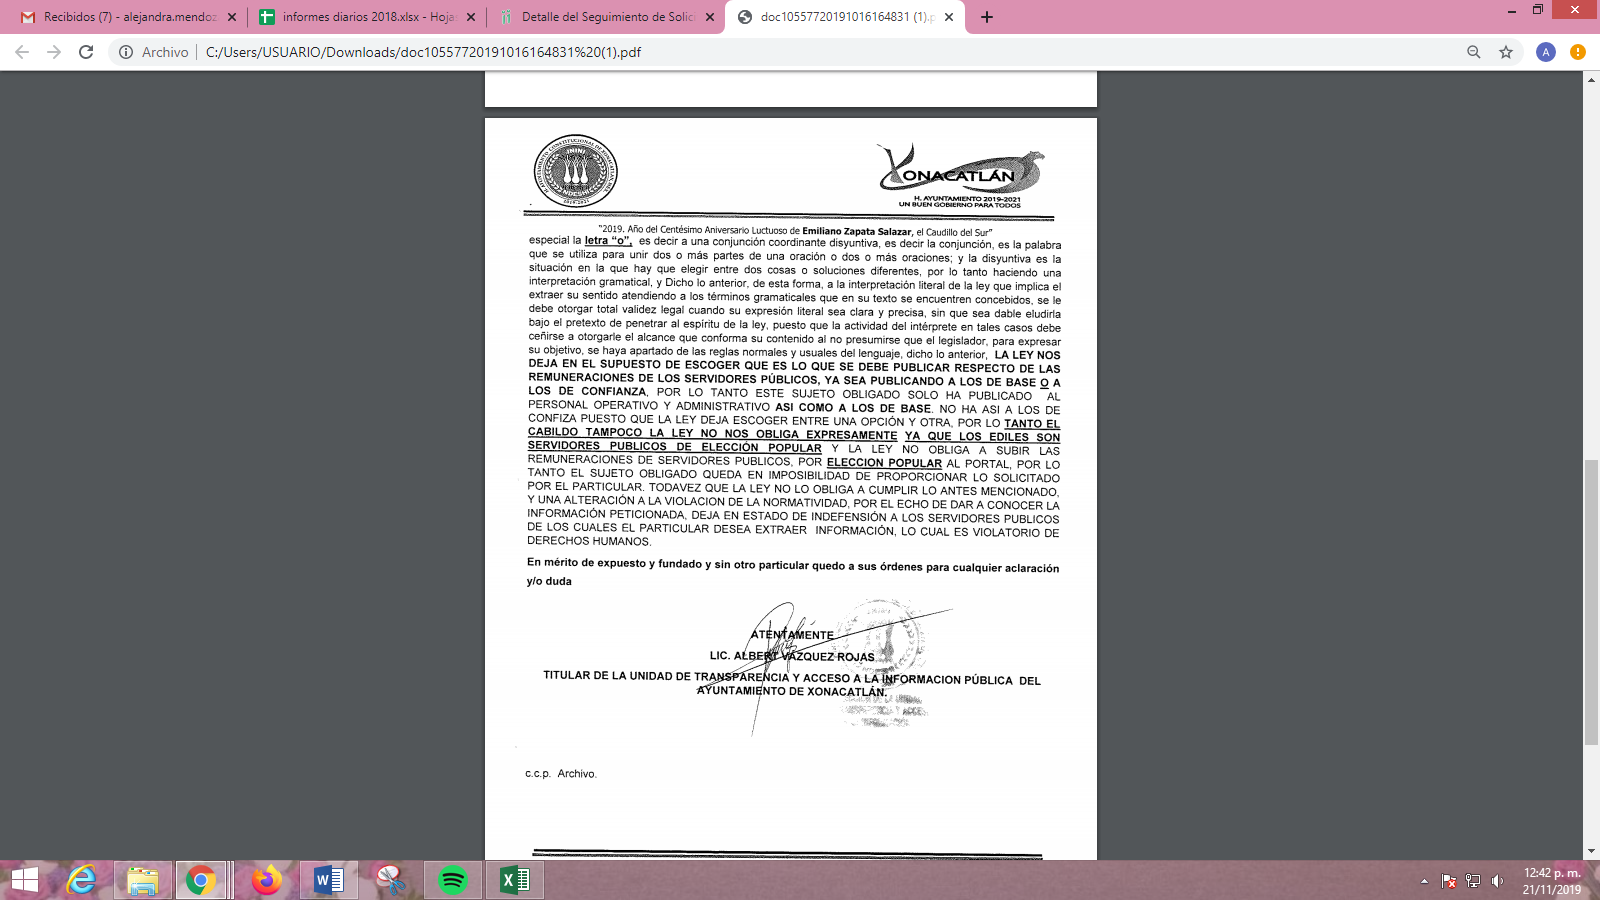 Recibidos (7) - alejandra.mendoz
informes diarios 2018.xlsx - Hoja
Detalle del Seguimiento de Solici
doc10557720191016164831 (1).p
Archivo
C:/Users/USUARIO/Downloads/doc10557720191016164831%20(1).pdf
A
XONACATLÁN
H. AYUNTAMIENTO 2019-2021
UN BUEN GOBIERNO PARA TODOS
2019-2021
"2019. Año del Centésimo Aniversario Luctuoso de Emiliano Zapata Salazar, el Caudillo del Sur"
especial la letra "o", es decir a una conjunción coordinante disyuntiva, es decir la conjunción, es la palabra
que se utiliza para unir dos o más partes de una oración o dos o más oraciones; y la disyuntiva es la
situación en la que hay que elegir entre dos cosas o soluciones diferentes, por lo tanto haciendo una
interpretación gramatical, y Dicho lo anterior, de esta forma, a la interpretación literal de la ley que implica el
extraer su sentido atendiendo a los términos gramaticales que en su texto se encuentren concebidos, se le
debe otorgar total validez legal cuando su expresión literal sea clara y precisa, sin que sea dable eludirla
bajo el pretexto de penetrar al espíritu de la ley, puesto que la actividad del intérprete en tales casos debe
ceñirse a otorgarle el alcance que conforma su contenido al no presumirse que el legislador, para expresar
su objetivo, se haya apartado de las reglas normales y usuales del lenguaje, dicho lo anterior, LA LEY NOS
DEJA EN EL SUPUESTO DE ESCOGER QUE ES LO QUE SE DEBE PUBLICAR RESPECTO DE LAS
REMUNERACIONES DE LOS SERVIDORES PÚBLICOS, YA SEA PUBLICANDO A LOS DE BASE O A
LOS DE CONFIANZA, POR LO TANTO ESTE SUJETO OBLIGADO SOLO HA PUBLICADO AL
PERSONAL OPERATIVO Y ADMINISTRATIVO ASI COMO A LOS DE BASE. NO HA ASI A LOS DE
CONFIZA PUESTO QUE LA LEY DEJA ESCOGER ENTRE UNA OPCIÓN Y OTRA, POR LO TANTO EL
CABILDO TAMPOCO LA LEY NO NOS OBLIGA EXPRESAMENTE YA QUE LOS EDILES SON
SERVIDORES PUBLICOS DE ELECCIÓN POPULAR Y LA LEY NO OBLIGA A SUBIR LAS
REMUNERACIONES DE SERVIDORES PUBLICOS, POR ELECCION POPULAR AL PORTAL, POR LO
TANTO EL SUJETO OBLIGADO QUEDA EN IMPOSIBILIDAD DE PROPORCIONAR LO SOLICITADO
POR EL PARTICULAR. TODAVEZ QUE LA LEY NO LO OBLIGA A CUMPLIR LO ANTES MENCIONADO,
Y UNA ALTERACIÓN A LA VIOLACION DE LA NORMATIVIDAD, POR EL ECHO DE DAR A CONOCER LA
INFORMACIÓN PETICIONADA, DEJA EN ESTADO DE INDEFENSIÓN A LOS SERVIDORES PUBLICOS
DE LOS CUALES EL PARTICULAR DESEA EXTRAER INFORMACIÓN, LO CUAL ES VIOLATORIO DE
DERECHOS HUMANOS.
En mérito de expuesto y fundado y sin otro particular quedo a sus órdenes para cualquier aclaración
y/o duda
ATENTAMENTE
LIC. ALBERT VÁZQUEZ ROJAS
TITULAR DE LA UNIDAD DE TRANSPARENCIA Y ACCESO A LA INFORMACION PÚBLICA DEL
AYUNTAMIENTO DE XONACATLÁN.
c.c.p. Archivo.
12:42 p. m.
21/11/2019